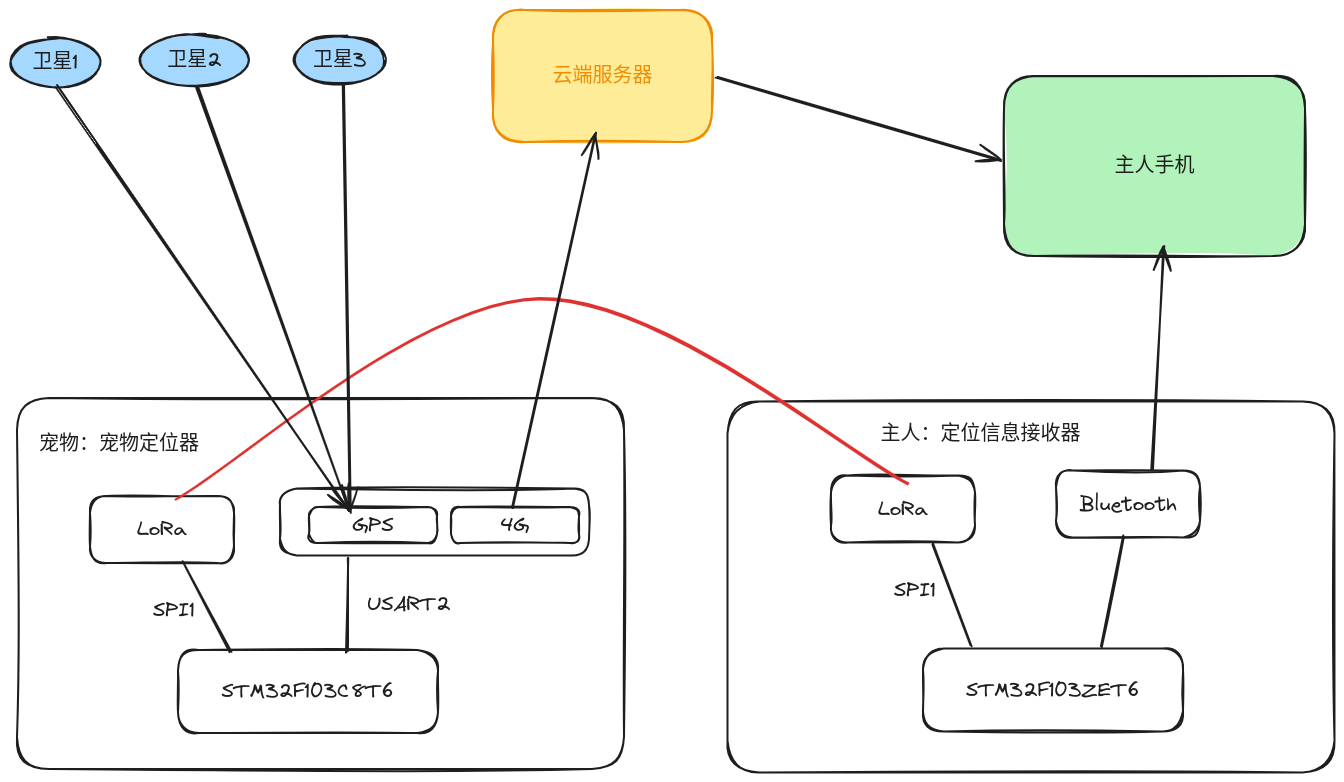 卫星1
卫星2
卫星3
云端服务器
主人手机
宠物：宠物定位器
LoRa
GPS
4G
SPI1
USART2
STM32F103C8T6
主人：定位信息接收器
LoRa
Bluetooth
SPI1
STM32F103ZET6